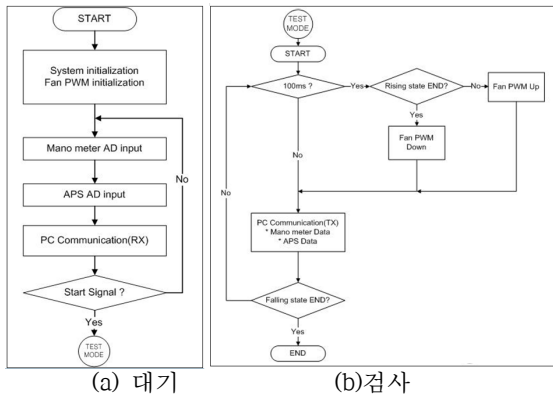 START
System initialization
Fan PWM initialization
Mano meter AD input
No
APS AD input
PC Communication(RX)
Start Signal ?
Yes
TEST
MODE
(a) 대기
TEST
MODE
START
100ms ?
Yes
Rising state END?
No
Fan PWM Up
Yes
Fan PWM
Down
No
No
PC Communication(TX)
* Mano meter Data
* APS Data
Falling state END?
Yes
END
(b)검사